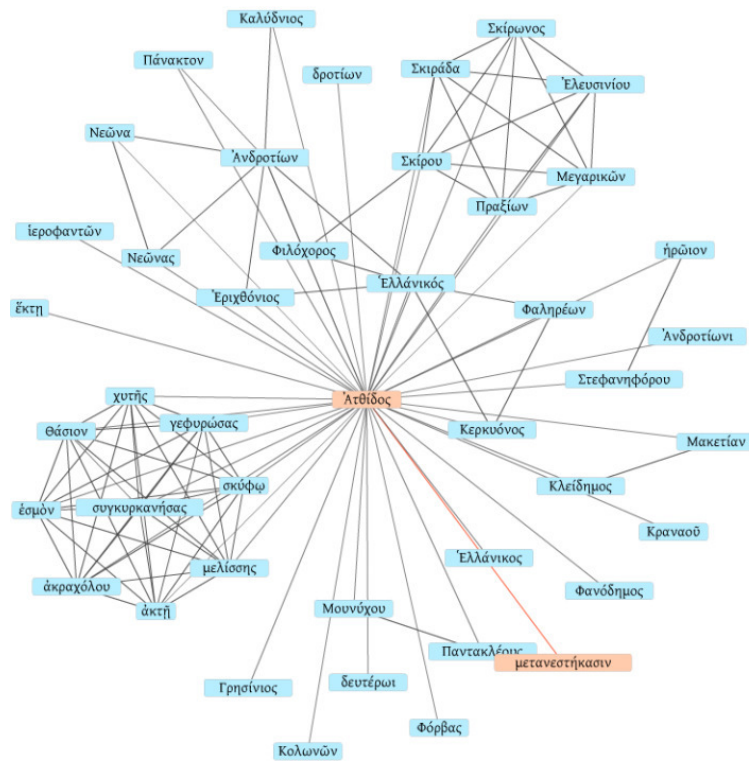 Καλύδνιος
Σκίρωνος
Πάνακτον
δροτίων
Σκιράδα
Ἐλευσινίου
Νεῶνα
Ἀνδροτίων
Σκίρου
Μεγαρικῶν
Πραξίων
ἱεροφαντῶν
Νεῶνας
Φιλόχορος
ἡρῷον
Ἑλλάνικός
Ἐριχθόνιος
ἕκτῃ
Φαληρέων
Ἀνδροτίωνι
Στεφανηφόρου
χυτῆς
Ἀτθίδος
γεφυρώσας
Θάσιον
Κερκυόνος
Μακετίαν
σκύφῳ
Κλείδημος
ἑσμὸν
συγκυρκανήσας
Κραναοῦ
Ἑλλάνικος
μελίσσης
ἀκραχόλου
Φανόδημος
ἀκτῇ
Μουνύχου
Παντακλέους
μετανεστήκασιν
Γρησίνιος
δευτέρωι
Φόρβας
Κολωνῶν